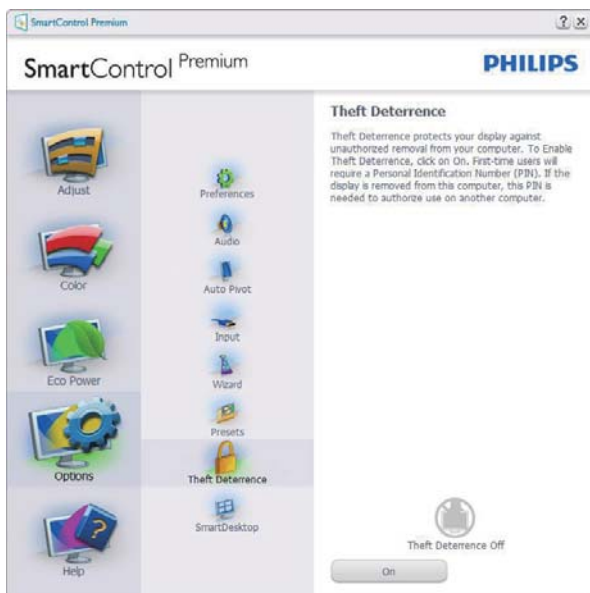 SmartControl Premium
SmartControl Premium
PHILIPS
Adjust
Color
Eco Power
Options
Help
Preferences
Audio
Auto Pivot
Input
Wizard
Presets
Theft Deterrence
SmartDesktop
Theft Deterrence
Theft Deterrence protects your display against
unauthorized removal from your computer. To Enable
Theft Deterrence, click on On. First-time users will
require a Personal Identification Number (PIN). If the
display is removed from this computer, this PIN is
needed to authorize use on another computer.
Theft Deterrence Off
On